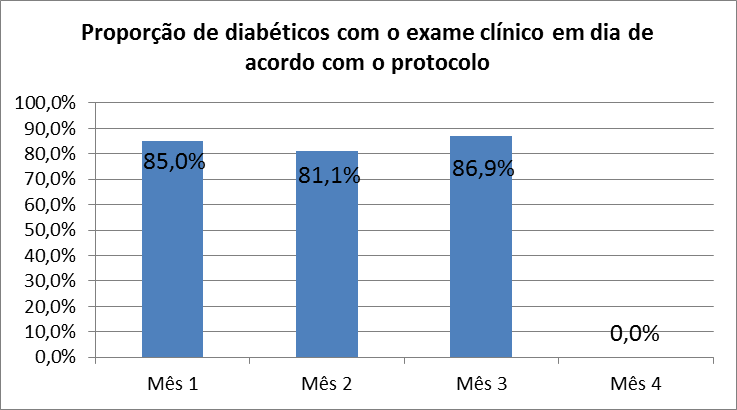 Proporção de diabéticos com o exame clínico em dia de
acordo com o protocolo
100,0%
90,0%
80,0%
70,0%
60,0%
50,0%
40,0%
30,0%
20,0%
10,0%
0,0%
85,0%
81,1%
86,9%
0,0%
Mês 1
Mês 2
Mês 3
Mês 4